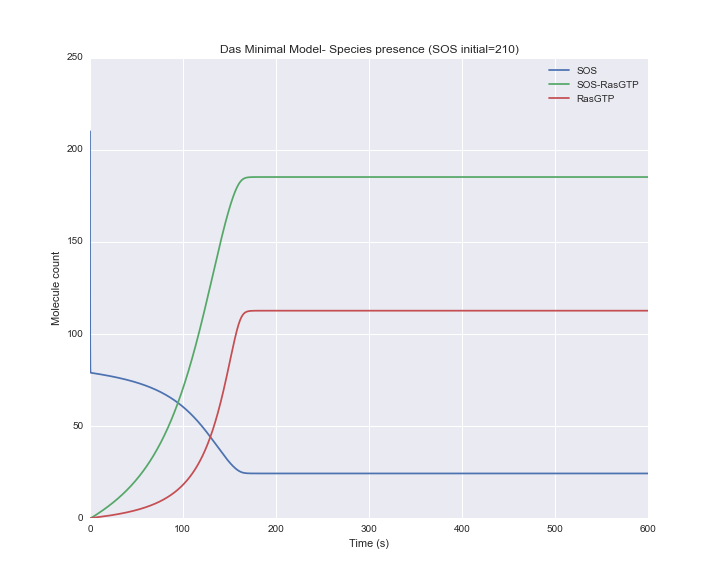 Das Minimal Model- Species presence (SOS initial=210)
250
200
150
100
50
0
Molecule count
SOS
SOS-RasGTP
RasGTP
0 100 200 300 400 500 600
Time (s)